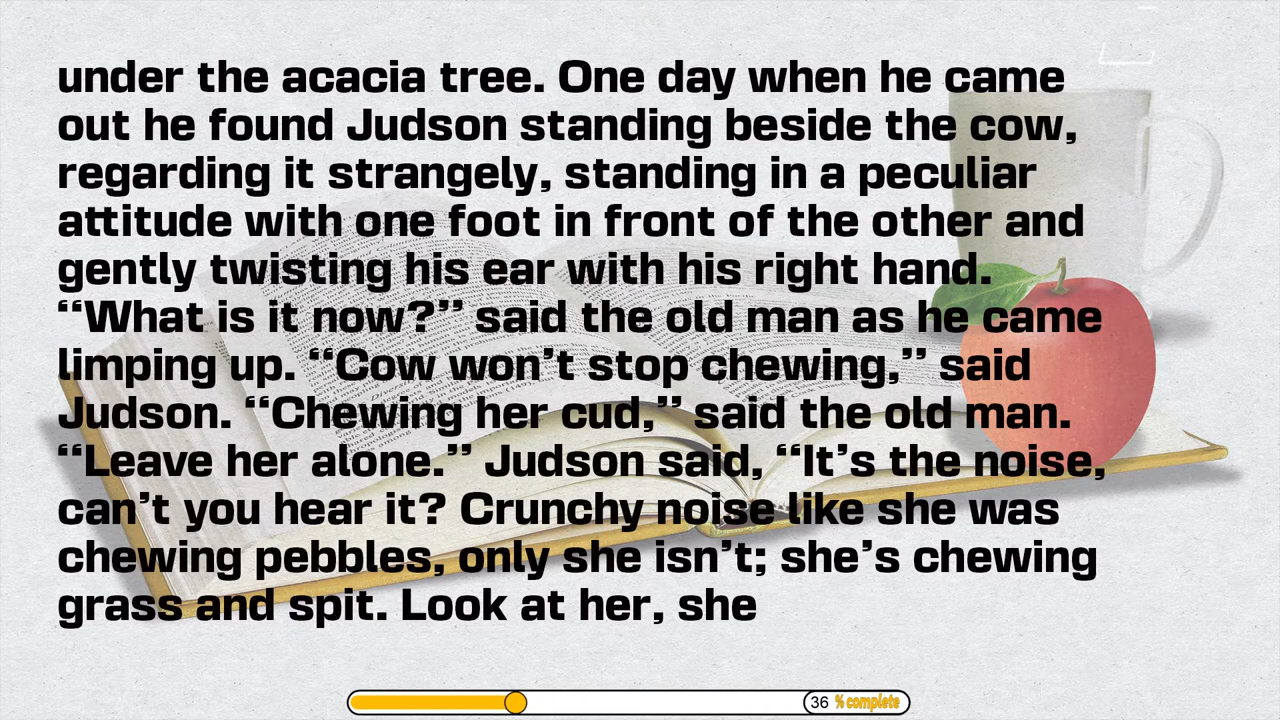 under the acacia tree. One day when he came
out he found Judson standing beside the cow,
regarding it strangely, standing in a peculiar
attitude with one foot in front of the other and
gently twisting his ear with his right hand.
“What is it now?” said the old man as he came
limping up. “Cow won’t stop chewing,” said
Judson. “Chewing her cud,” said the old man.
“Leave her alone.” Judson said, “It’s the noise,
can’t you hear it? Crunchy noise like she was
chewing pebbles, only she isn’t; she’s chewing
grass and spit. Look at her, she
36 % complete